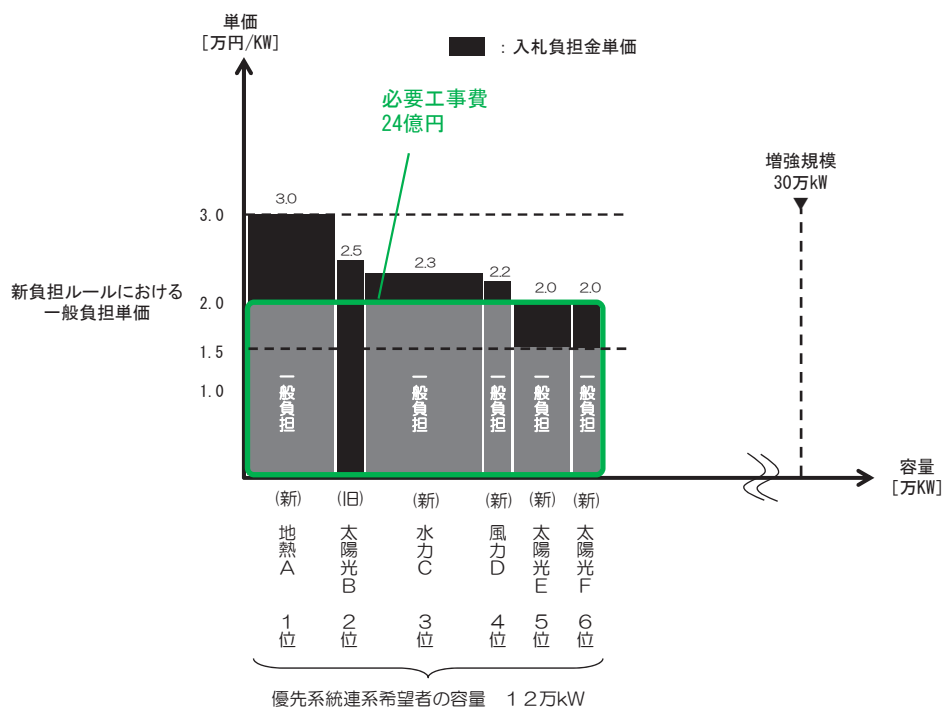 単価
[万円/KW]
：入札負担金単価
必要工事費
24億円
増強規模
30万kW
3.0
3.0
2.5
2.3
2.2
2.0
2.0
新負担ルールにおける
一般負担単価
2.0
1.5
1.0
一般負担
一般負担
一般負担
一般負担
一般負担
容量
[万KW]
(新)
(旧)
(新)
(新)
(新)
(新)
地熱A
太陽光B
水力C
風力D
太陽光E
太陽光F
1位
2位
3位
4位
5位
6位
優先系統連系希望者の容量　１２万kW